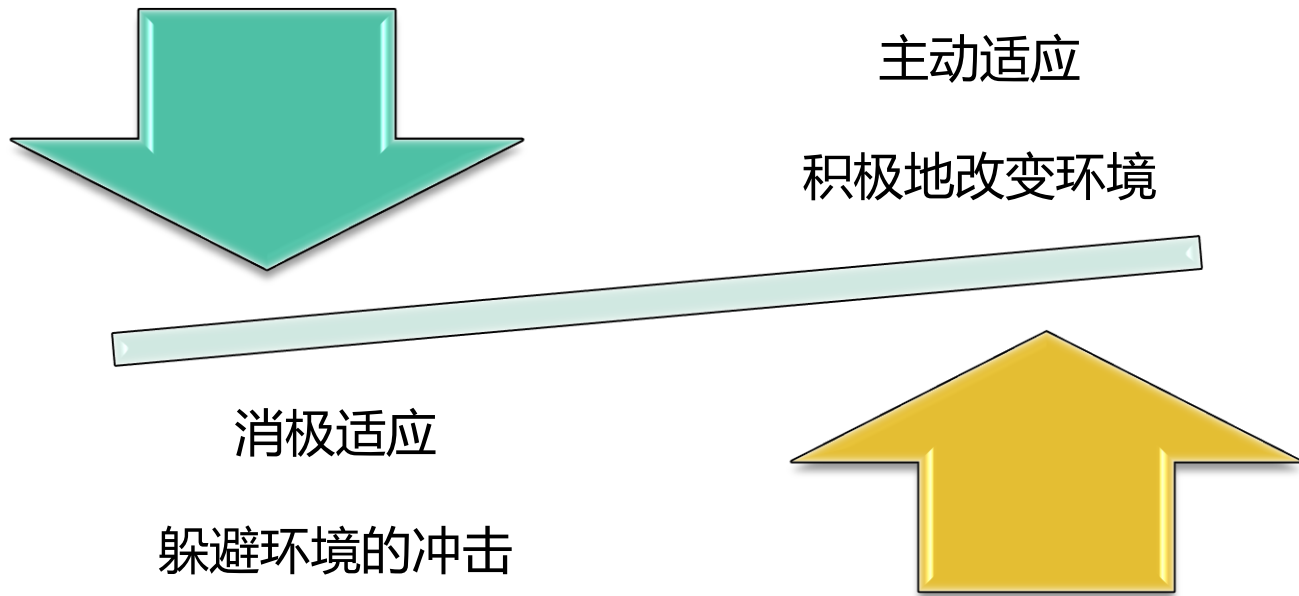 主动适应
积极地改变环境
消极适应
躲避环境的冲击